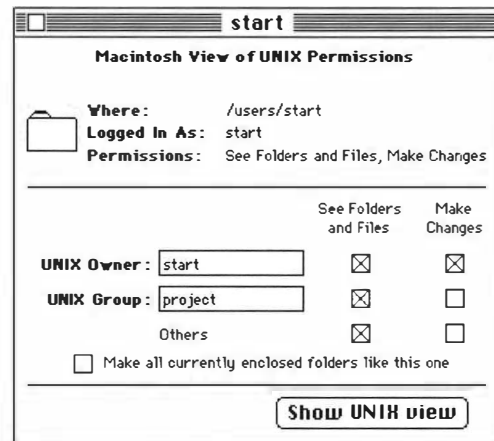 start
Macintosh View of UNIX Permissions
Where: /users/start
Logged In As: start
Permissions: See Folders and Files, Make Changes
See Folders and Files
Make Changes
UNIX Owner: start
UNIX Group: project
Others
Make all currently enclosed folders like this one
Show UNIX view